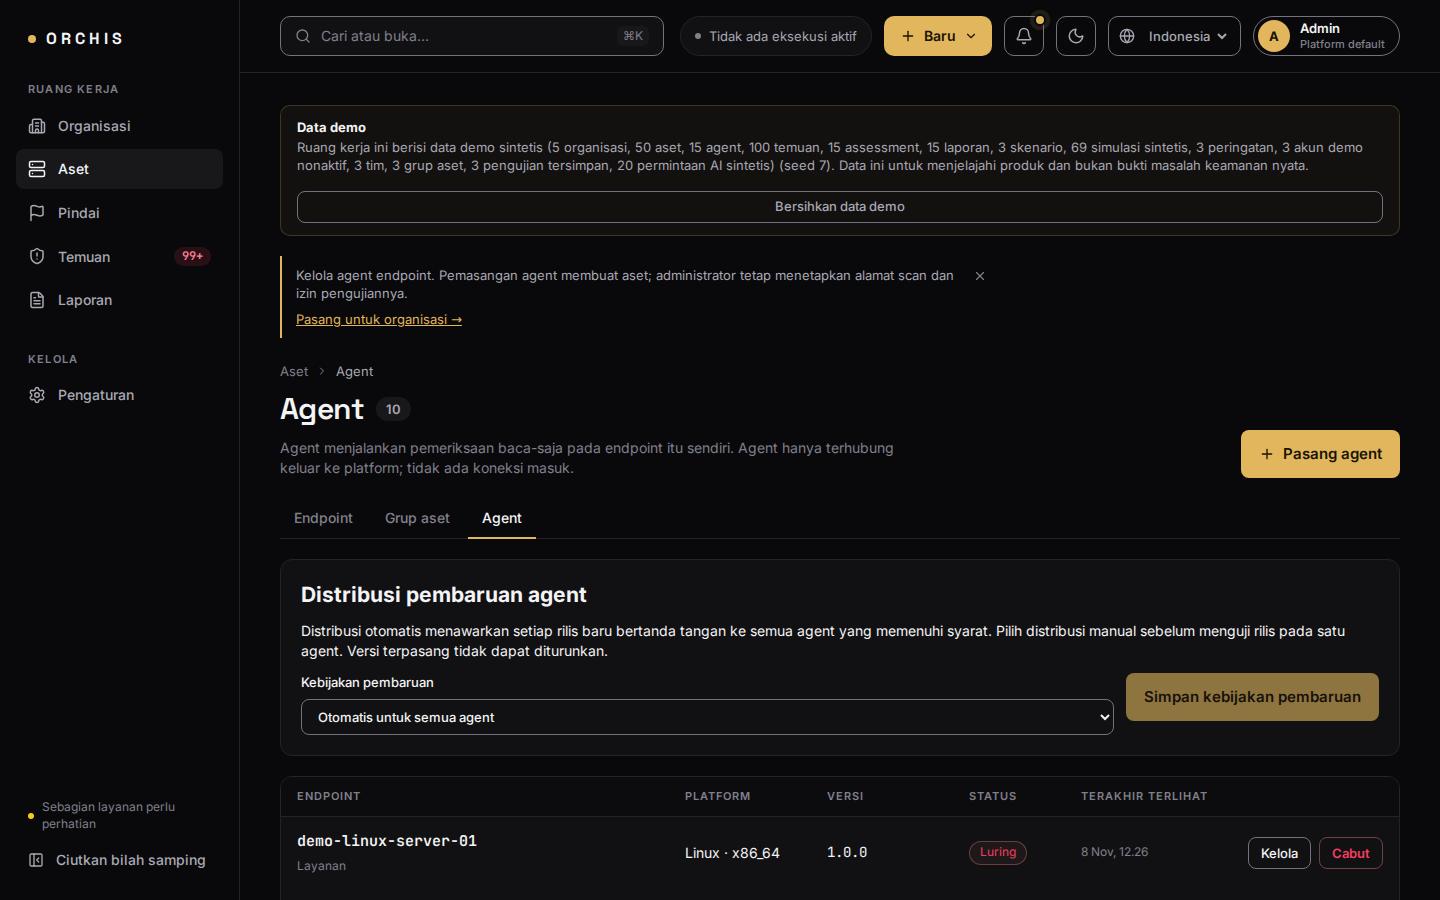 ORCHIS
Cari atau buka...
⌘K
Tidak ada eksekusi aktif
Baru
Indonesia
A
Admin
Platform default
RUANG KERJA
Organisasi
Aset
Pindai
Temuan
99+
Laporan
KELOLA
Pengaturan
Sebagian layanan perlu
perhatian
Ciutkan bilah samping
Data demo
Ruang kerja ini berisi data demo sintetis (5 organisasi, 50 aset, 15 agent, 100 temuan, 15 assessment, 15 laporan, 3 skenario, 69 simulasi sintetis, 3 peringatan, 3 akun demo
nonaktif, 3 tim, 3 grup aset, 3 pengujian tersimpan, 20 permintaan AI sintetis) (seed 7). Data ini untuk menjelajahi produk dan bukan bukti masalah keamanan nyata.
Bersihkan data demo
Kelola agent endpoint. Pemasangan agent membuat aset; administrator tetap menetapkan alamat scan dan
izin pengujiannya.
Pasang untuk organisasi →
Aset > Agent
Agent 10
Agent menjalankan pemeriksaan baca-saja pada endpoint itu sendiri. Agent hanya terhubung
keluar ke platform; tidak ada koneksi masuk.
+ Pasang agent
Endpoint
Grup aset
Agent
Distribusi pembaruan agent
Distribusi otomatis menawarkan setiap rilis baru bertanda tangan ke semua agent yang memenuhi syarat. Pilih distribusi manual sebelum menguji rilis pada satu
agent. Versi terpasang tidak dapat diturunkan.
Kebijakan pembaruan
Otomatis untuk semua agent
Simpan kebijakan pembaruan
ENDPOINT PLATFORM VERSI STATUS TERAKHIR TERLIHAT
demo-linux-server-01
Layanan
Linux · x86_64
1.0.0
Luring
8 Nov, 12.26
Kelola
Cabut